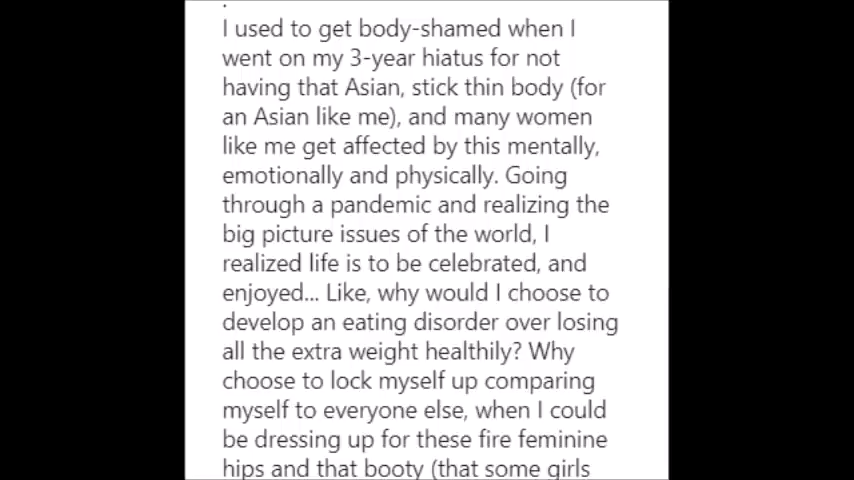 .
I used to get body-shamed when I
went on my 3-year hiatus for not
having that Asian, stick thin body (for
an Asian like me), and many women
like me get affected by this mentally,
emotionally and physically. Going
through a pandemic and realizing the
big picture issues of the world, I
realized life is to be celebrated, and
enjoyed... Like, why would I choose to
develop an eating disorder over losing
all the extra weight healthily? Why
choose to lock myself up comparing
myself to everyone else, when I could
be dressing up for these fire feminine
hips and that booty (that some girls